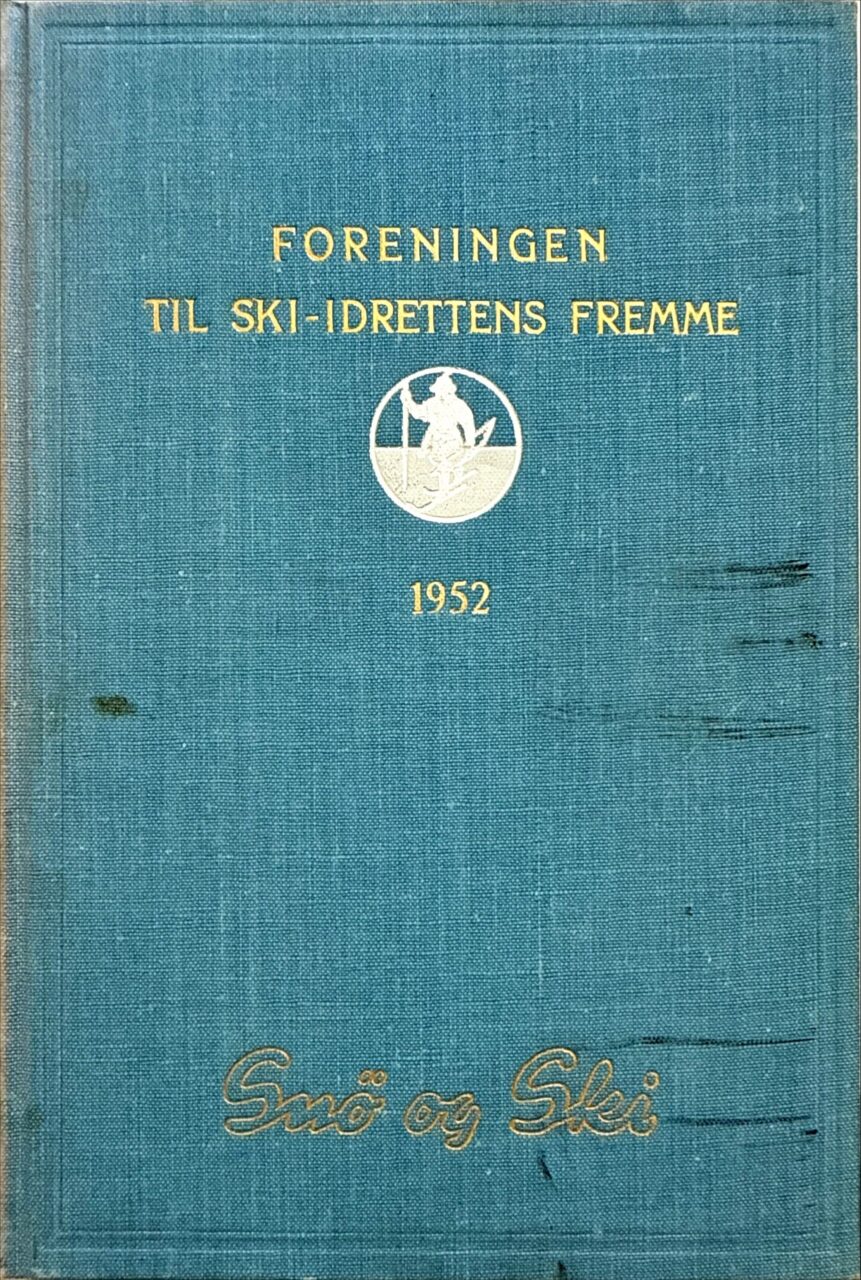 FORENINGEN
TIL SKI-IDRETTENS FREMME
1952
Snö og Ski